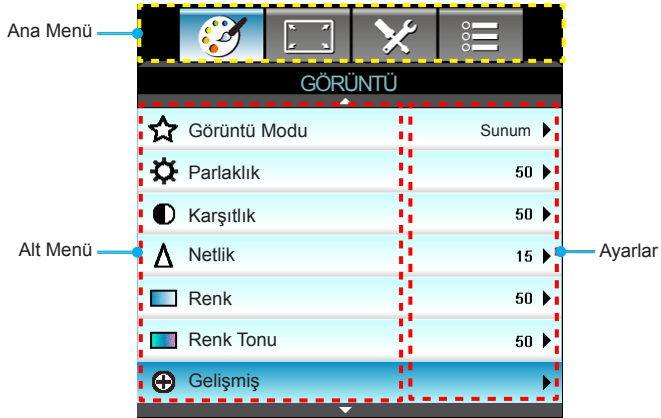 Ana Menü
GÖRÜNTÜ
Görüntü Modu Sunum
Parlaklık 50
Karşıtlık 50
Alt Menü
Netlik 15
Ayarlar
Renk 50
Renk Tonu 50
Gelişmiş